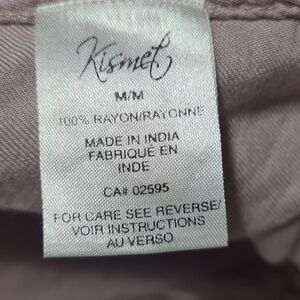 Kismet
M/M
100% RAYON/RAYONNE
MADE IN INDIA
FABRIQUÉ EN
INDE
CA# 02595
FOR CARE SEE REVERSE/
VOIR INSTRUCTIONS
AU VERSO